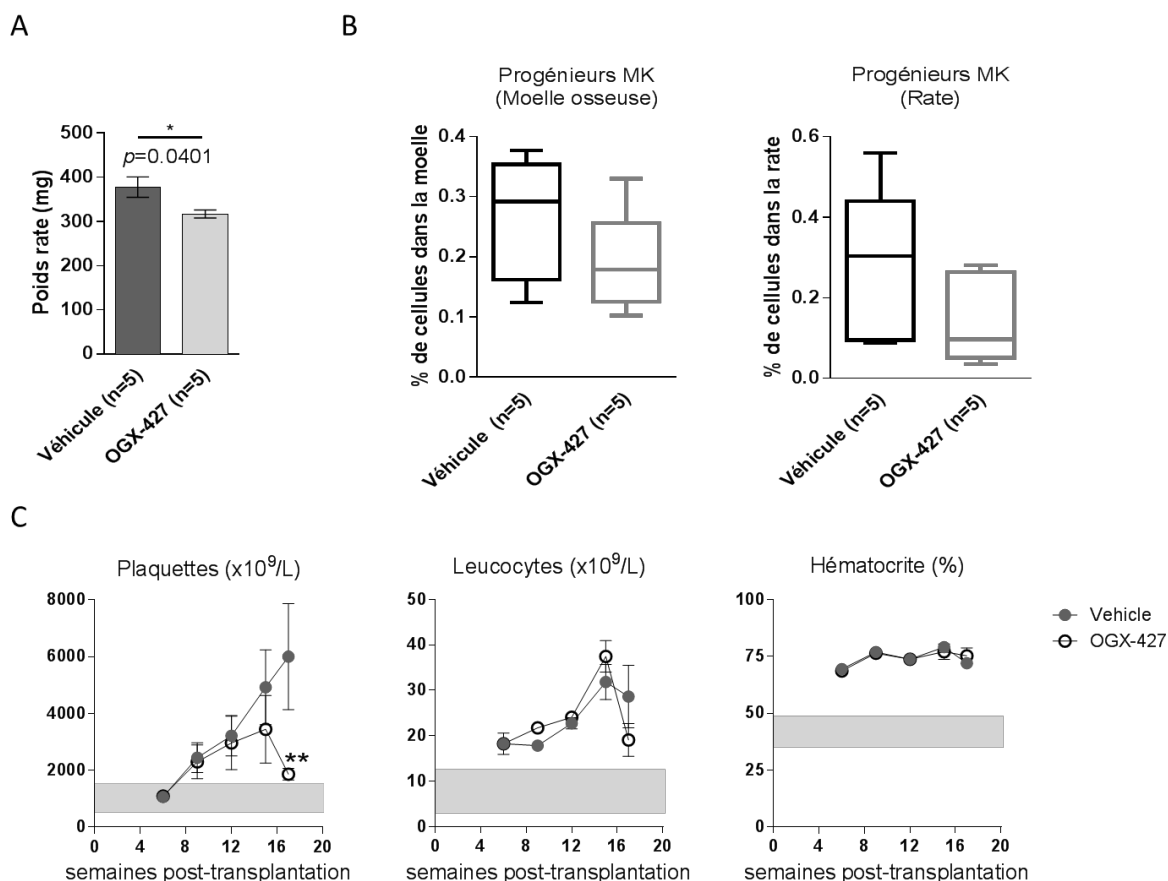 A
B
Poids rate (mg)
500
400
300
200
100
0
*
p=0.0401
Véhicule (n=5)
OGX-427 (n=5)
Progénieurs MK
(Moelle osseuse)
% de cellules dans la moelle
0.4
0.3
0.2
0.1
0.0
Véhicule (n=5)
OGX-427 (n=5)
Progénieurs MK
(Rate)
% de cellules dans la rate
0.6
0.4
0.2
0.0
Véhicule (n=5)
OGX-427 (n=5)
C
Plaquettes (x10⁹/L)
8000
6000
4000
2000
0
**
0 4 8 12 16 20
semaines post-transplantation
Leucocytes (x10⁹/L)
50
40
30
20
10
0
0 4 8 12 16 20
semaines post-transplantation
Hématocrite (%)
100
75
50
25
0
0 4 8 12 16 20
semaines post-transplantation
Vehicle
OGX-427